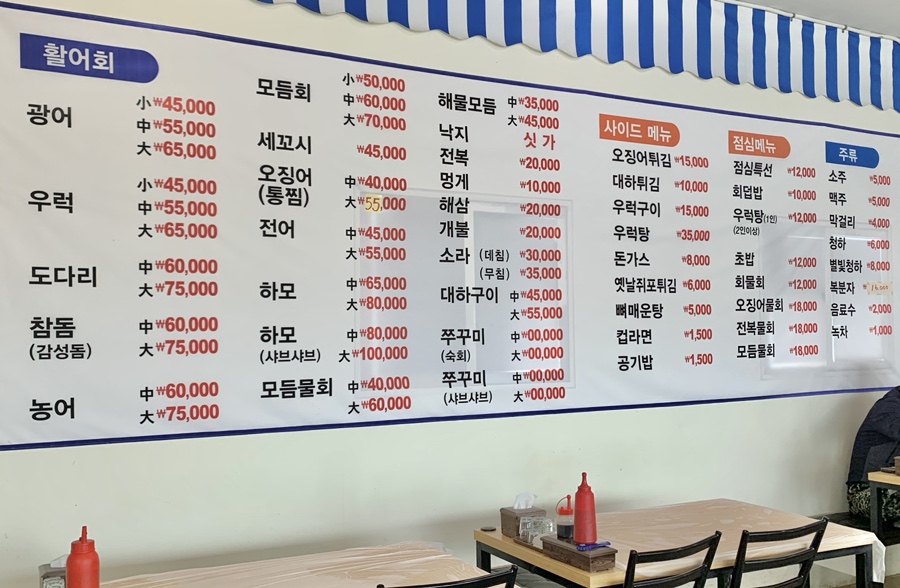 활어회
광어 小 ₩45,000
中 ₩55,000
大 ₩65,000
우럭 小 ₩45,000
中 ₩55,000
大 ₩65,000
도다리 中 ₩60,000
大 ₩75,000
참돔 中 ₩60,000
(감성돔) 大 ₩75,000
농어 中 ₩60,000
大 ₩75,000
모듬회 小 ₩50,000
中 ₩60,000
大 ₩70,000
세꼬시 ₩45,000
오징어 中 ₩40,000
(통찜) 大 ₩55,000
전어 中 ₩45,000
大 ₩55,000
하모 中 ₩65,000
大 ₩80,000
하모 中 ₩80,000
(샤브샤브) 大 ₩100,000
모듬물회 中 ₩40,000
大 ₩60,000
해물모듬 中 ₩35,000
大 ₩45,000
낙지 싯가
전복 ₩20,000
멍게 ₩10,000
해삼 ₩20,000
개불 ₩20,000
소라 (데침) ₩30,000
(무침) ₩35,000
대하구이 中 ₩45,000
大 ₩55,000
쭈꾸미 中 ₩00,000
(숙회) 大 ₩00,000
쭈꾸미 中 ₩00,000
(샤브샤브) 大 ₩00,000
사이드 메뉴
오징어튀김 ₩15,000
대하튀김 ₩10,000
우럭구이 ₩15,000
우럭탕 ₩35,000
돈가스 ₩8,000
옛날쥐포튀김 ₩6,000
뼈매운탕 ₩5,000
컵라면 ₩1,500
공기밥 ₩1,500
점심메뉴
점심특선 ₩12,000
회덥밥 ₩10,000
우럭탕(1인) ₩12,000
(2인이상)
초밥 ₩12,000
회물회 ₩12,000
오징어물회 ₩18,000
전복물회 ₩18,000
모듬물회 ₩18,000
주류
소주 ₩5,000
맥주 ₩5,000
막걸리 ₩4,000
청하 ₩6,000
별빛청하 ₩8,000
복분자 ₩
음료수 ₩2,000
녹차 ₩1,000